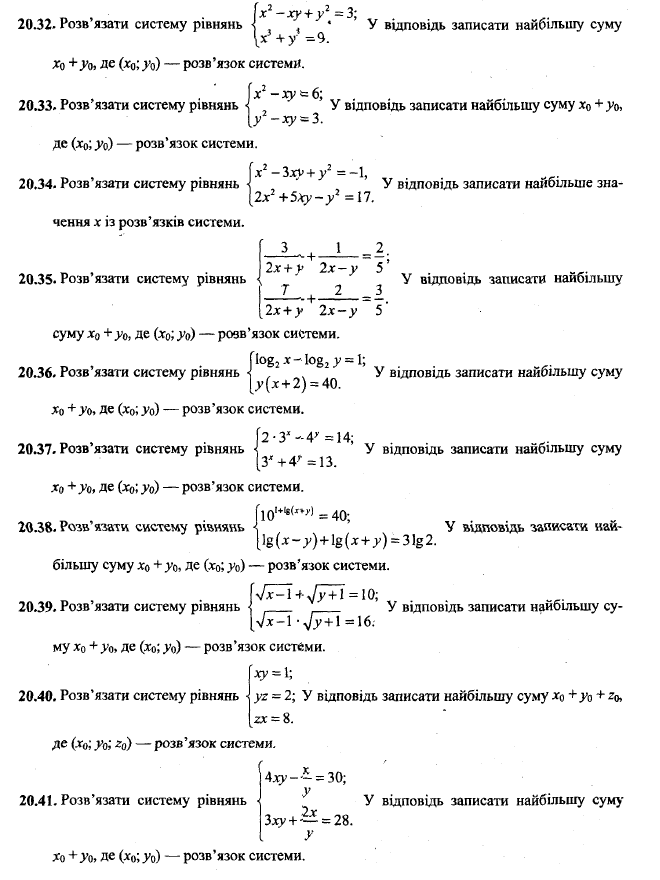 20.32. Розв'язати систему рівнянь { x² – xy + y² = 3; x³ + y³ = 9. У відповідь записати найбільшу суму
x₀ + y₀, де (x₀; y₀) — розв'язок системи.
20.33. Розв'язати систему рівнянь { x² – xy = 6; y² – xy = 3. У відповідь записати найбільшу суму x₀ + y₀,
де (x₀; y₀) — розв'язок системи.
20.34. Розв'язати систему рівнянь { x² – 3xy + y² = –1, 2x² + 5xy – y² = 17. У відповідь записати найбільше зна-
чення x із розв'язків системи.
20.35. Розв'язати систему рівнянь { 3/(2x + y) + 1/(2x – y) = 2/5; 7/(2x + y) + 2/(2x – y) = 3/5. У відповідь записати найбільшу
суму x₀ + y₀, де (x₀; y₀) — розв'язок системи.
20.36. Розв'язати систему рівнянь { log₂ x – log₂ y = 1; y(x + 2) = 40. У відповідь записати найбільшу суму
x₀ + y₀, де (x₀; y₀) — розв'язок системи.
20.37. Розв'язати систему рівнянь { 2 · 3ˣ – 4ʸ = 14; 3ˣ + 4ʸ = 13. У відповідь записати найбільшу суму
x₀ + y₀, де (x₀; y₀) — розв'язок системи.
20.38. Розв'язати систему рівнянь { 10^(1+lg(x+y)) = 40; lg(x – y) + lg(x + y) = 3lg2. У відповідь записати най-
більшу суму x₀ + y₀, де (x₀; y₀) — розв'язок системи.
20.39. Розв'язати систему рівнянь { √(x – 1) + √(y + 1) = 10; √(x – 1) · √(y + 1) = 16. У відповідь записати найбільшу су-
му x₀ + y₀, де (x₀; y₀) — розв'язок системи.
20.40. Розв'язати систему рівнянь { xy = 1; yz = 2; zx = 8. У відповідь записати найбільшу суму x₀ + y₀ + z₀,
де (x₀; y₀; z₀) — розв'язок системи.
20.41. Розв'язати систему рівнянь { 4xy – x/y = 30; 3xy + 2x/y = 28. У відповідь записати найбільшу суму
x₀ + y₀, де (x₀; y₀) — розв'язок системи.